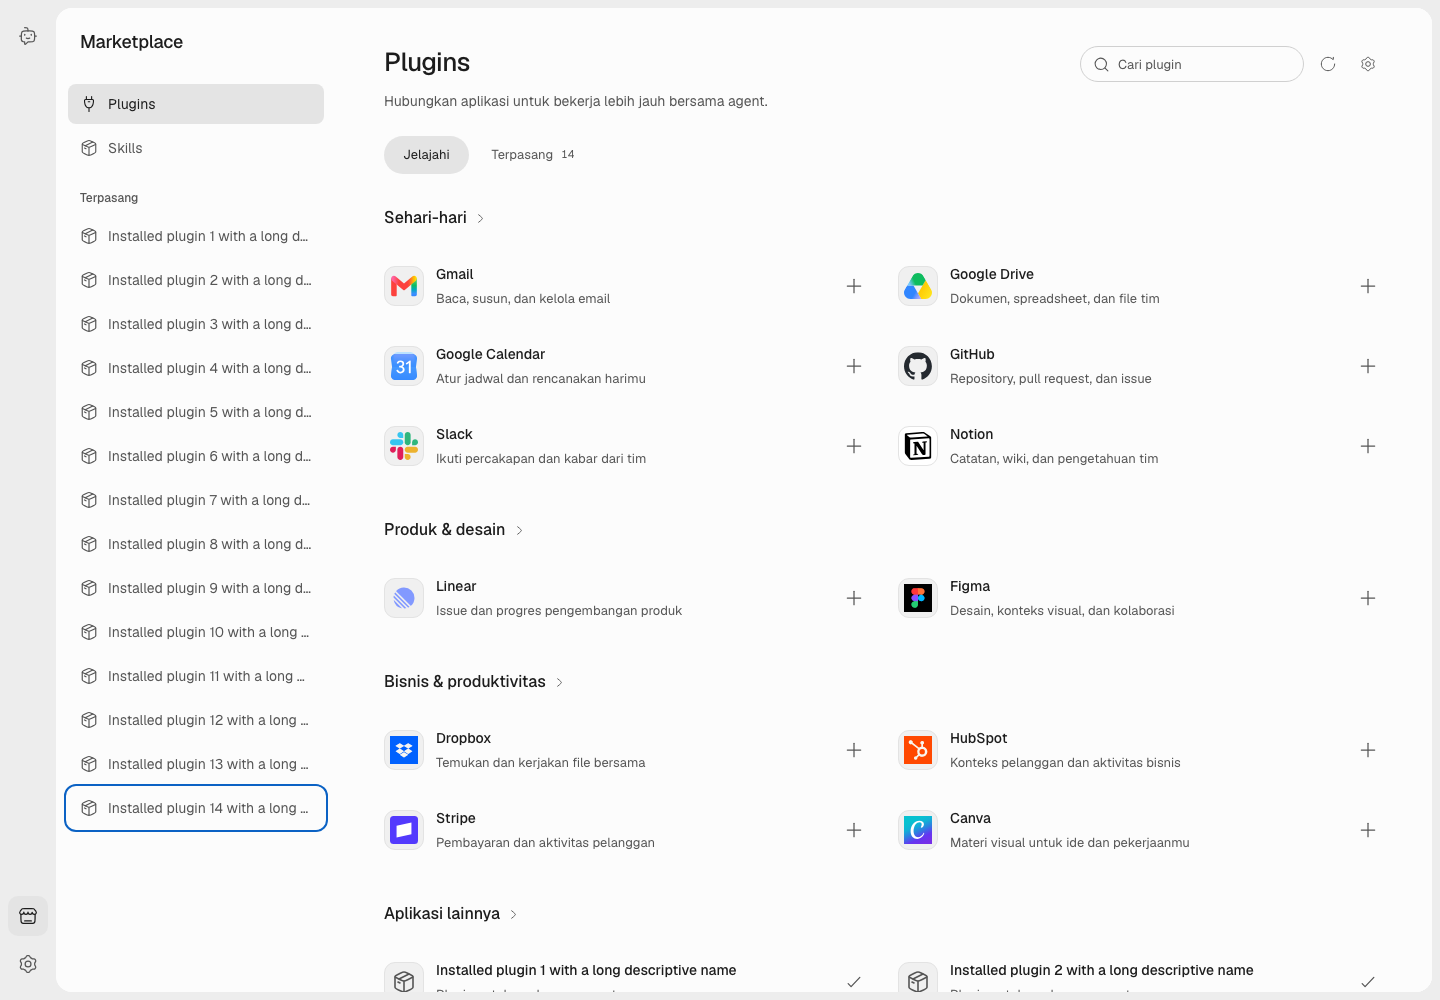 Marketplace
Plugins
Skills
Terpasang
Installed plugin 1 with a long d...
Installed plugin 2 with a long d...
Installed plugin 3 with a long d...
Installed plugin 4 with a long d...
Installed plugin 5 with a long d...
Installed plugin 6 with a long d...
Installed plugin 7 with a long d...
Installed plugin 8 with a long d...
Installed plugin 9 with a long d...
Installed plugin 10 with a long ...
Installed plugin 11 with a long ...
Installed plugin 12 with a long ...
Installed plugin 13 with a long ...
Installed plugin 14 with a long ...
Plugins
Cari plugin
Hubungkan aplikasi untuk bekerja lebih jauh bersama agent.
Jelajahi
Terpasang 14
Sehari-hari
Gmail
Baca, susun, dan kelola email
Google Drive
Dokumen, spreadsheet, dan file tim
31
Google Calendar
Atur jadwal dan rencanakan harimu
GitHub
Repository, pull request, dan issue
Slack
Ikuti percakapan dan kabar dari tim
Notion
Catatan, wiki, dan pengetahuan tim
Produk & desain
Linear
Issue dan progres pengembangan produk
Figma
Desain, konteks visual, dan kolaborasi
Bisnis & produktivitas
Dropbox
Temukan dan kerjakan file bersama
HubSpot
Konteks pelanggan dan aktivitas bisnis
Stripe
Pembayaran dan aktivitas pelanggan
Canva
Materi visual untuk ide dan pekerjaanmu
Aplikasi lainnya
Installed plugin 1 with a long descriptive name
Installed plugin 2 with a long descriptive name